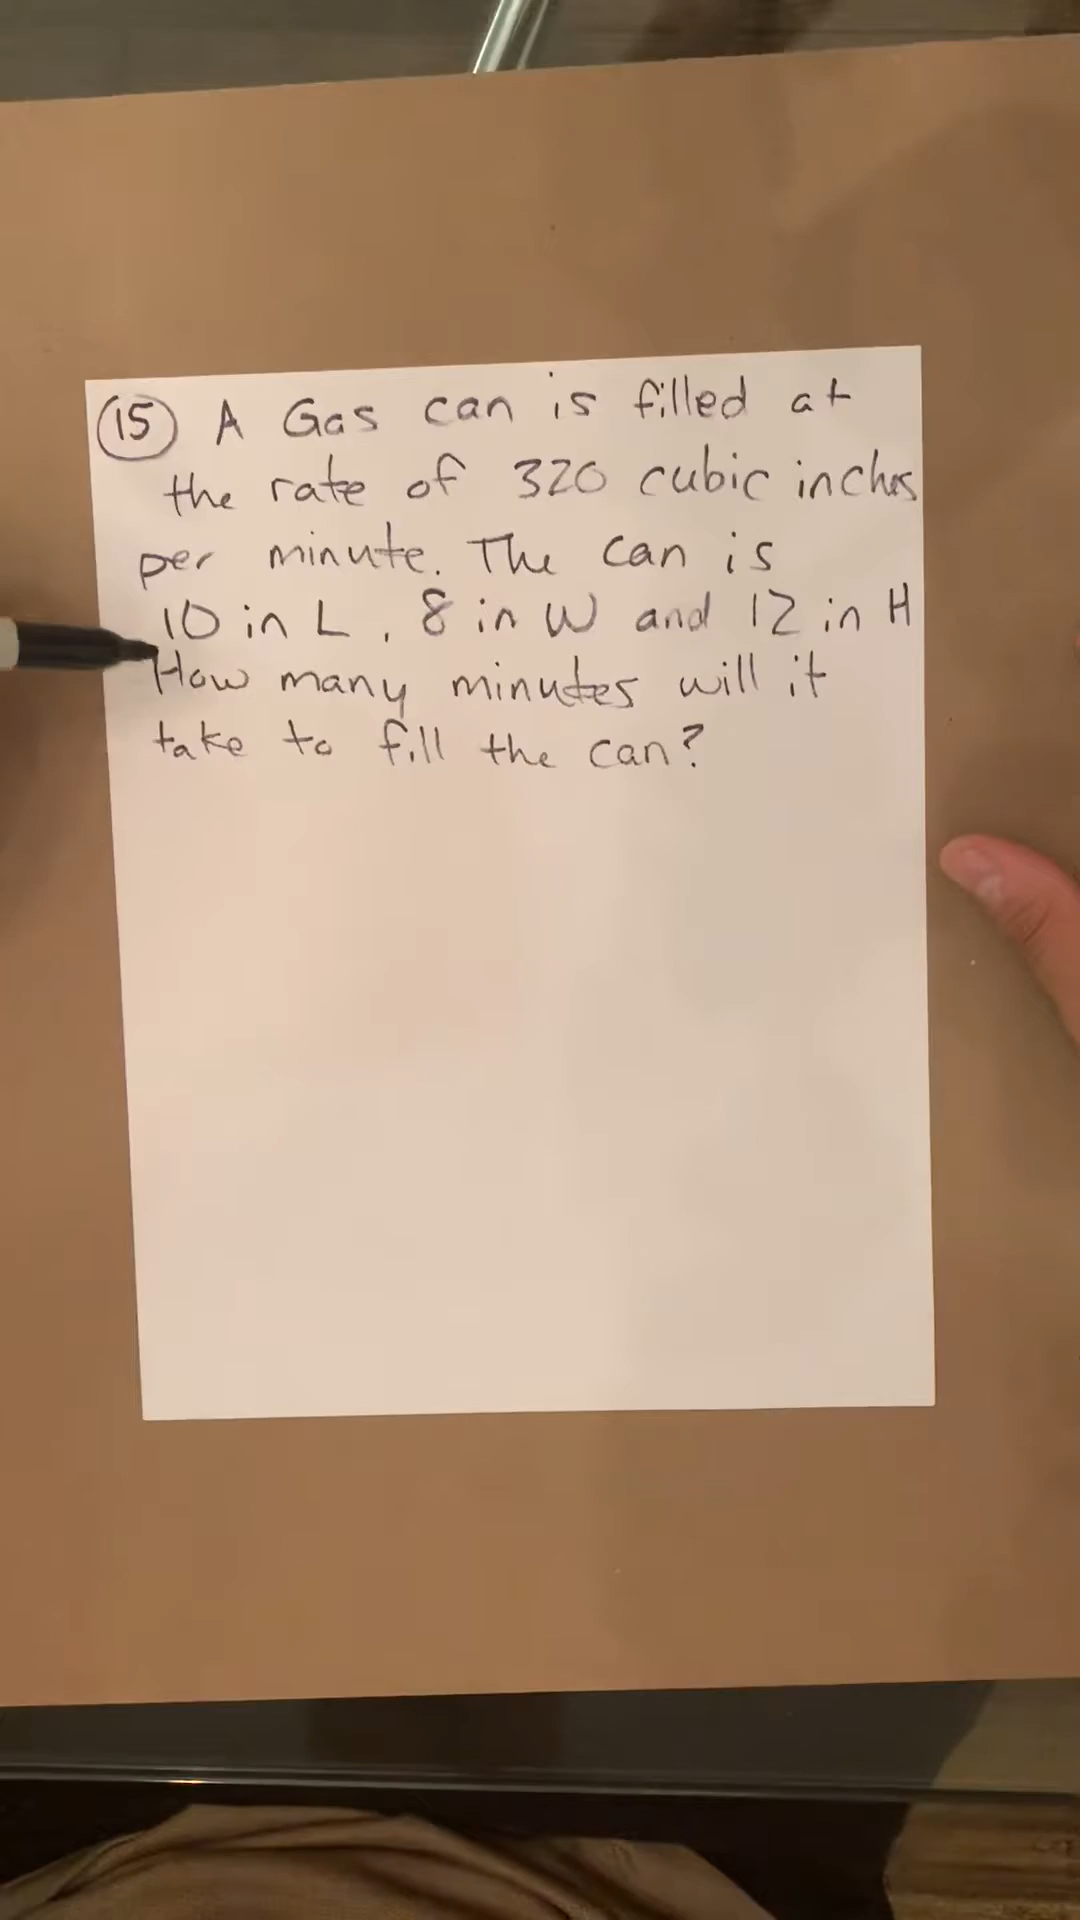 15 A Gas can is filled at
the rate of 320 cubic inches
per minute. The can is
10 in L, 8 in W and 12 in H
How many minutes will it
take to fill the can?